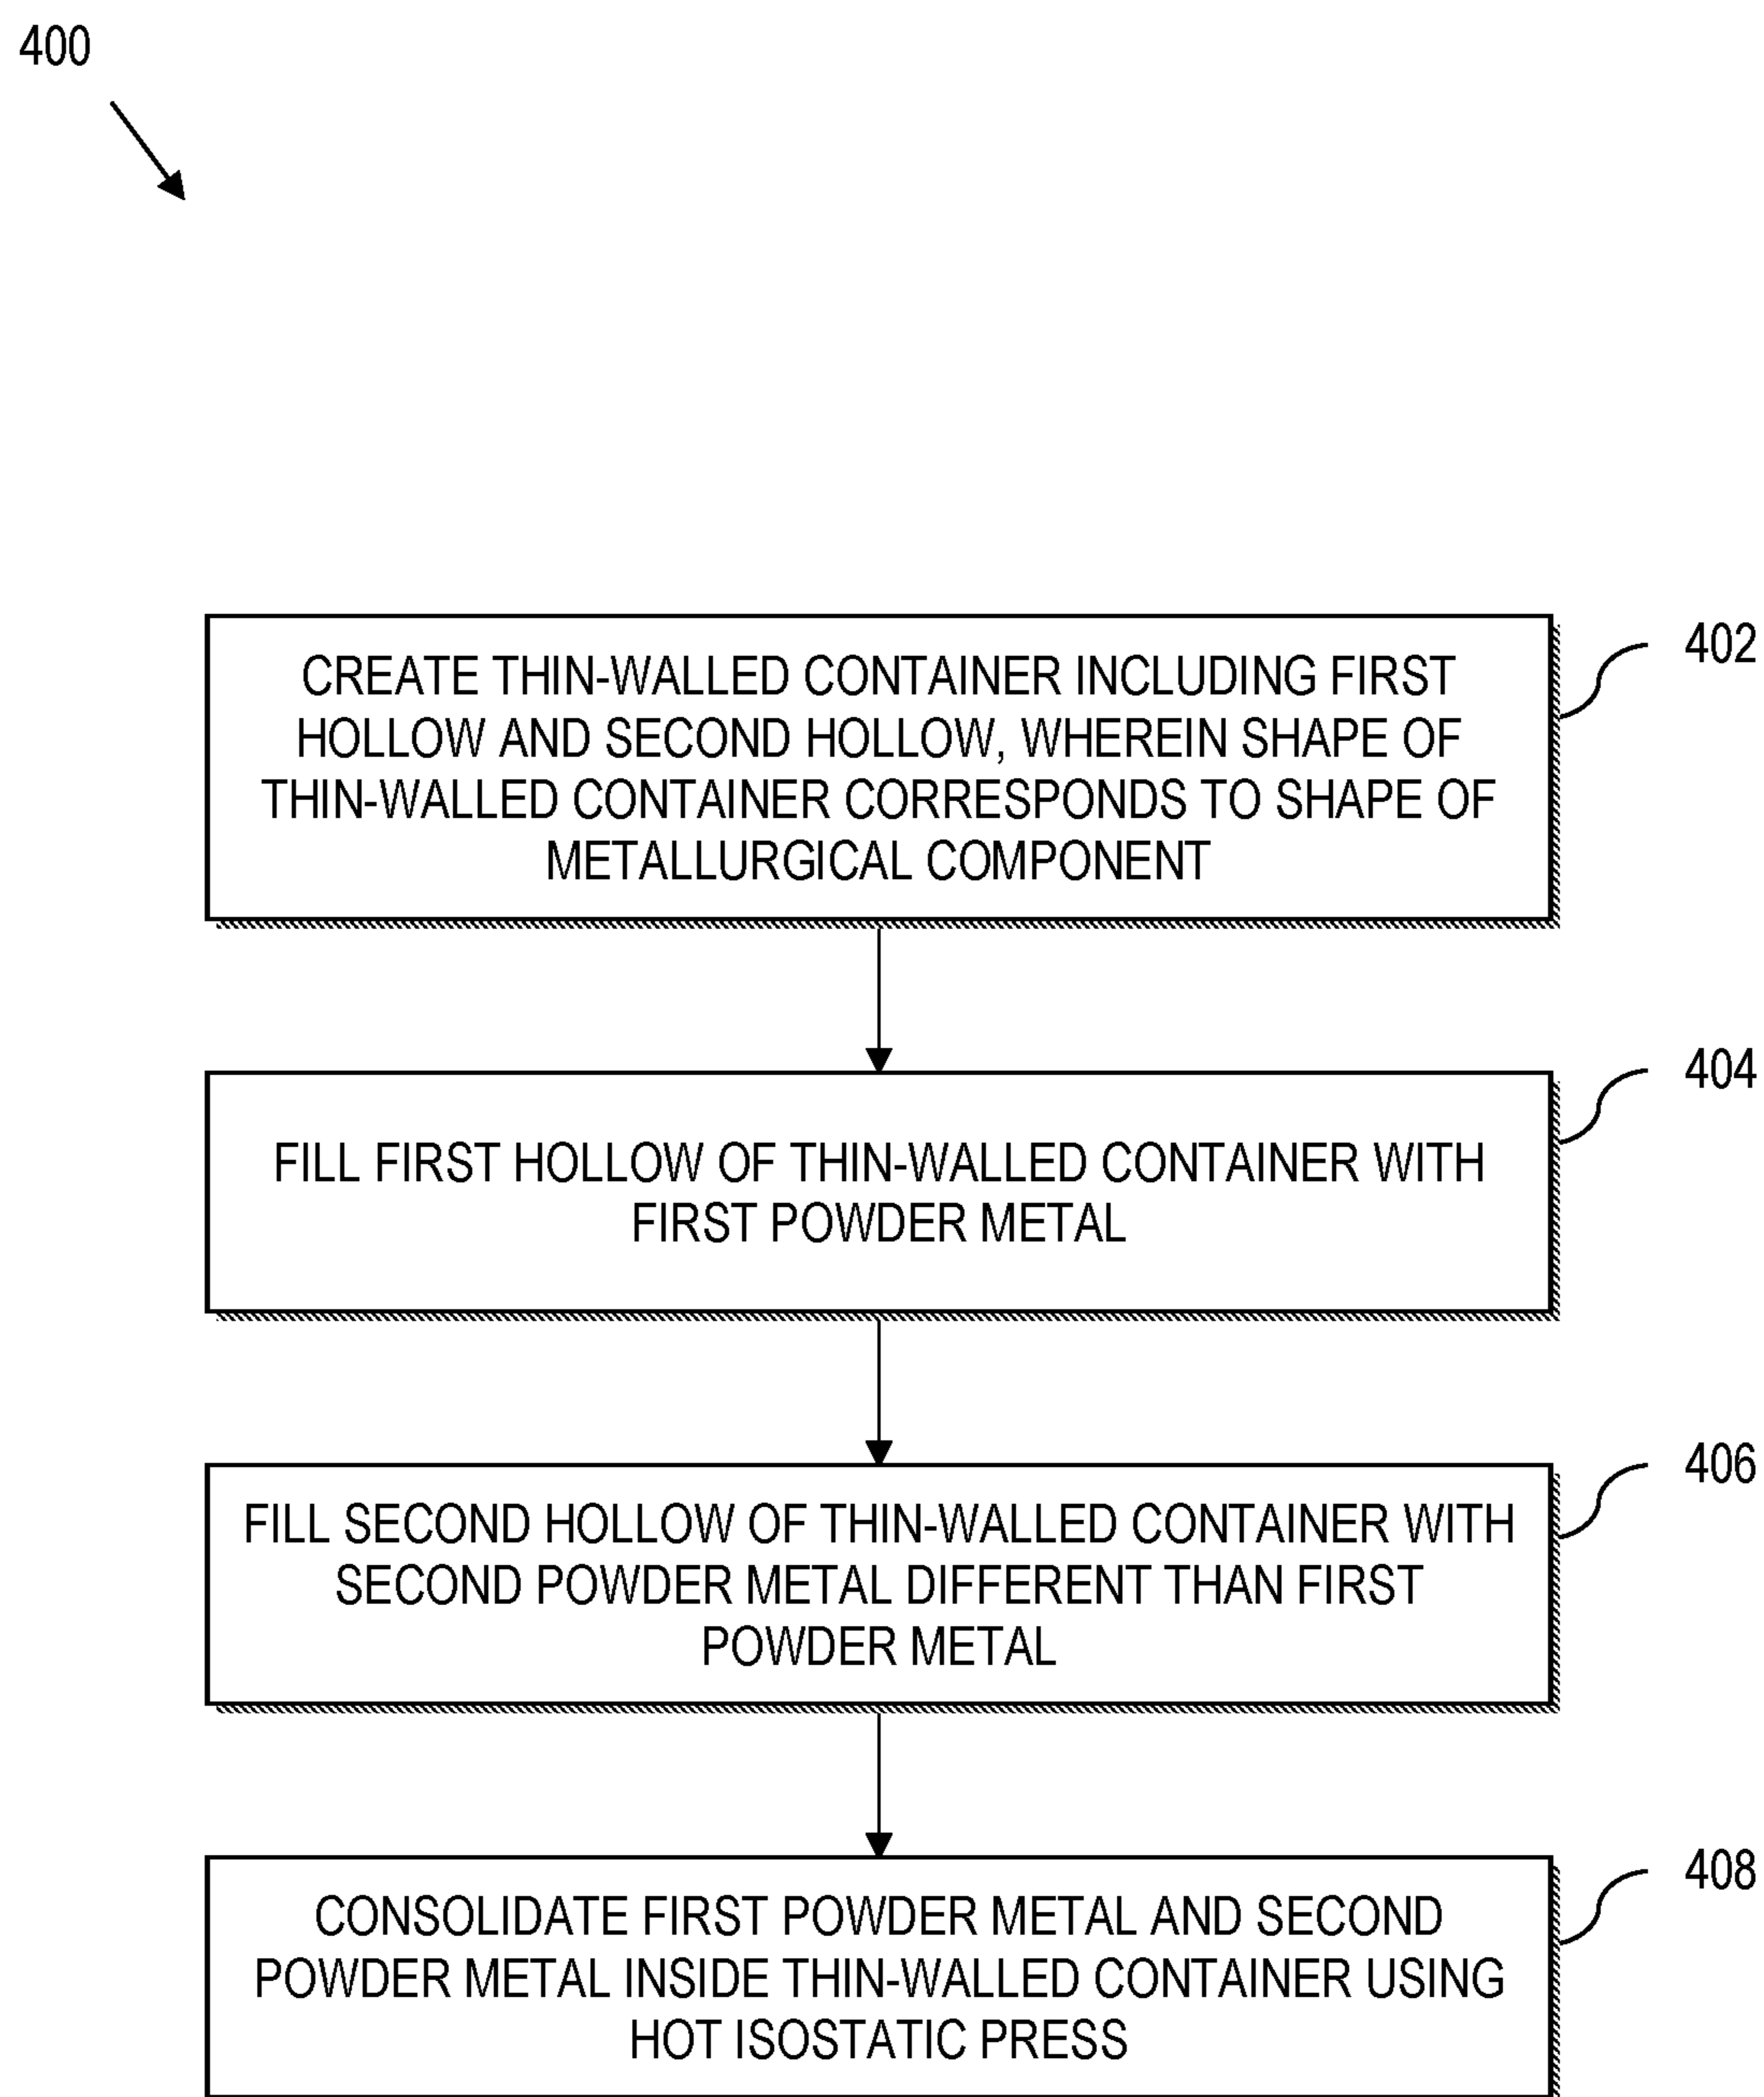 400
CREATE THIN-WALLED CONTAINER INCLUDING FIRST
HOLLOW AND SECOND HOLLOW, WHEREIN SHAPE OF
THIN-WALLED CONTAINER CORRESPONDS TO SHAPE OF
METALLURGICAL COMPONENT
402
FILL FIRST HOLLOW OF THIN-WALLED CONTAINER WITH
FIRST POWDER METAL
404
FILL SECOND HOLLOW OF THIN-WALLED CONTAINER WITH
SECOND POWDER METAL DIFFERENT THAN FIRST
POWDER METAL
406
CONSOLIDATE FIRST POWDER METAL AND SECOND
POWDER METAL INSIDE THIN-WALLED CONTAINER USING
HOT ISOSTATIC PRESS
408